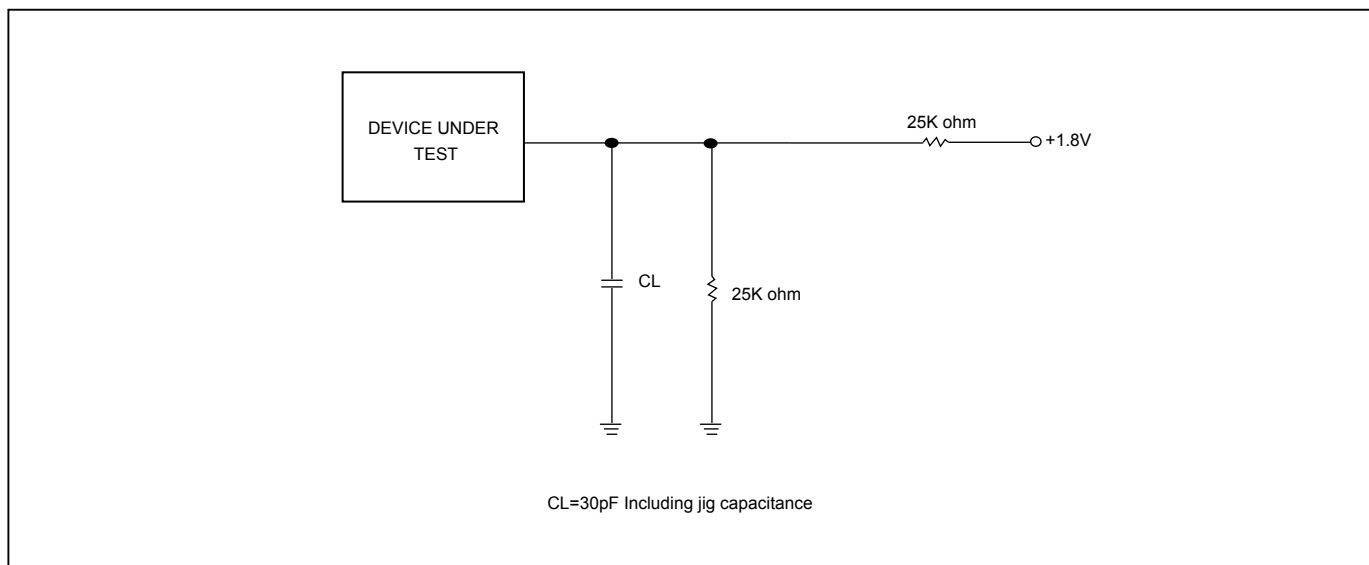 DEVICE UNDER
TEST
25K ohm
+1.8V
CL
25K ohm
CL=30pF Including jig capacitance